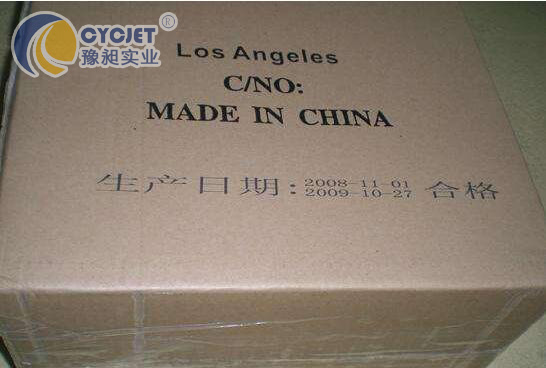 CYCJET®
豫昶实业
Los Angeles
C/NO:
MADE IN CHINA
生产日期:2008-11-01 合格
2009-10-27